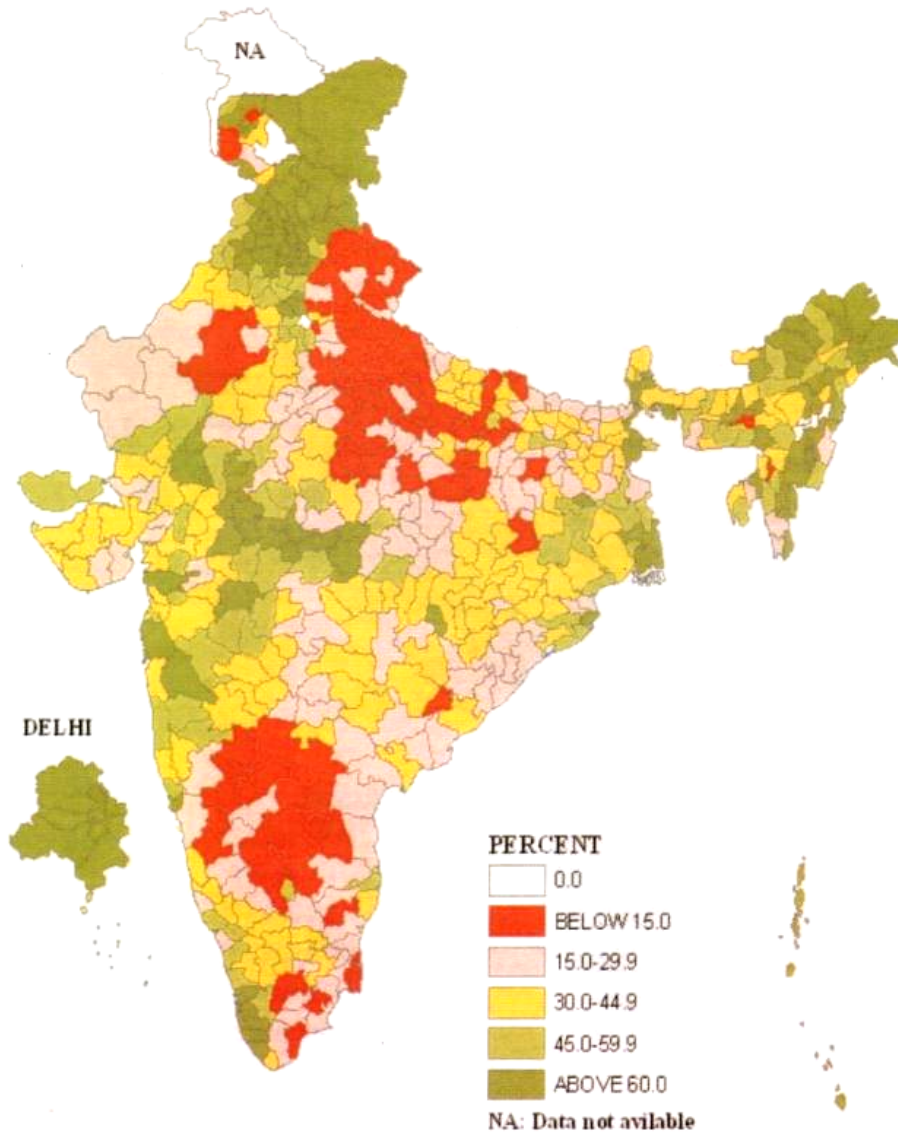 NA
DELHI
PERCENT
0.0
BELOW 15.0
15.0-29.9
30.0-44.9
45.0-59.9
ABOVE 60.0
NA: Data not avilable